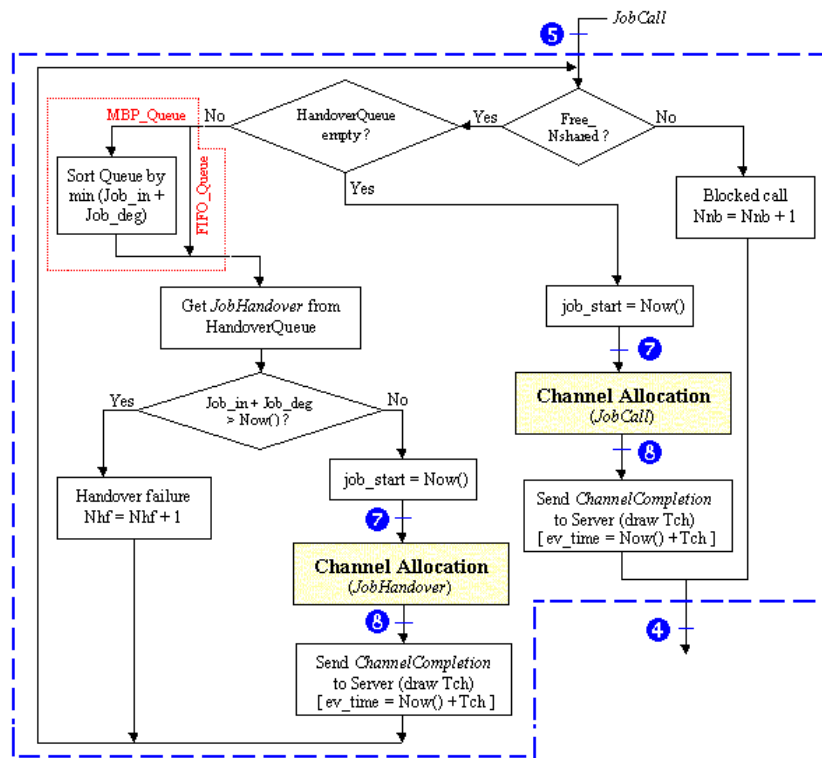 JobCall
5
MBP_Queue
No
HandoverQueue
empty ?
Yes
Free_
Nshared ?
No
Sort Queue by
min (Job_in +
Job_deg)
FIFO_Queue
Yes
Blocked call
Nnb = Nnb + 1
Get JobHandover from
HandoverQueue
job_start = Now()
7
Yes
Job_in + Job_deg
> Now() ?
No
Channel Allocation
(JobCall)
8
Handover failure
Nhf = Nhf + 1
job_start = Now()
7
Send ChannelCompletion
to Server (draw Tch)
[ ev_time = Now() +Tch ]
Channel Allocation
(JobHandover)
8
4
Send ChannelCompletion
to Server (draw Tch)
[ ev_time = Now() +Tch ]